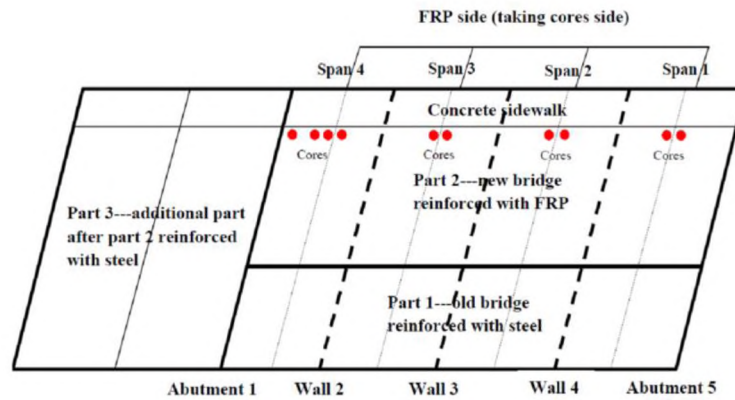 FRP side (taking cores side)
Span 4
Span 3
Span 2
Span 1
Concrete sidewalk
Cores
Cores
Cores
Cores
Part 2---new bridge
reinforced with FRP
Part 3---additional part
after part 2 reinforced
with steel
Part 1---old bridge
reinforced with steel
Abutment 1
Wall 2
Wall 3
Wall 4
Abutment 5